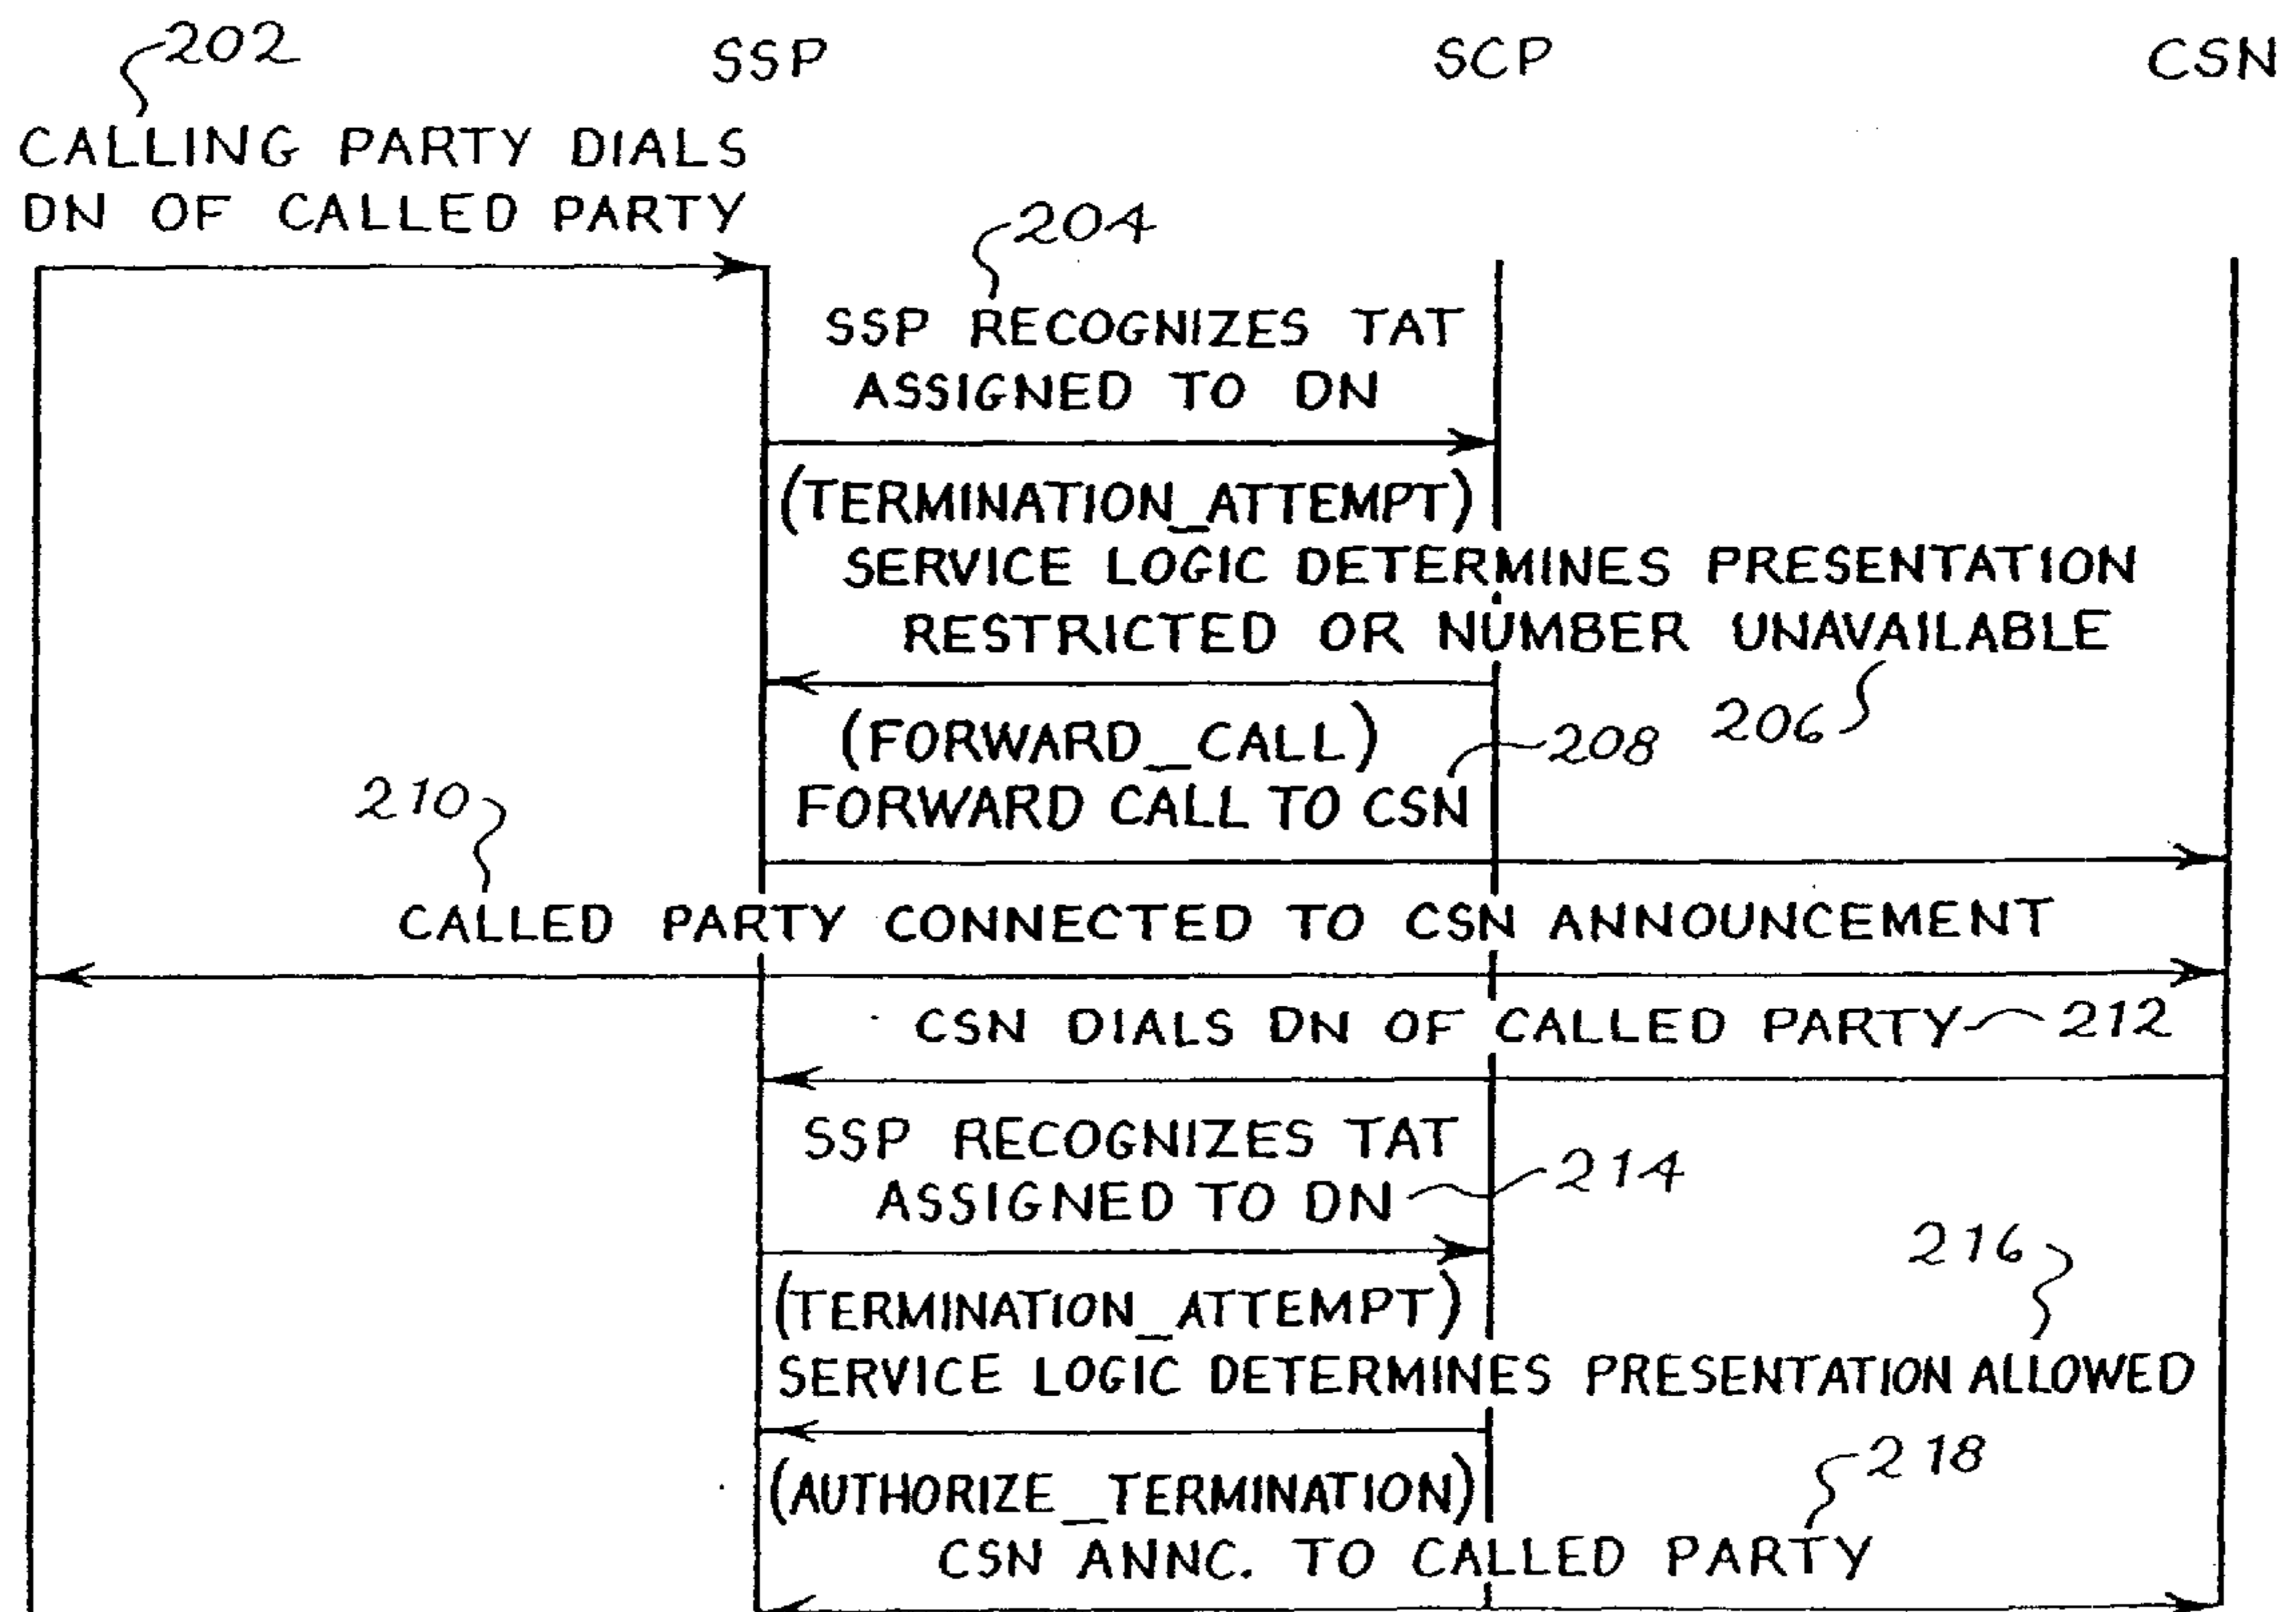 202
SSP
SCP
CSN
CALLING PARTY DIALS
DN OF CALLED PARTY
204
SSP RECOGNIZES TAT
ASSIGNED TO DN
(TERMINATION_ATTEMPT)
SERVICE LOGIC DETERMINES PRESENTATION
RESTRICTED OR NUMBER UNAVAILABLE
206
(FORWARD_CALL)
208
FORWARD CALL TO CSN
210
CALLED PARTY CONNECTED TO CSN ANNOUNCEMENT
CSN DIALS DN OF CALLED PARTY 212
SSP RECOGNIZES TAT
ASSIGNED TO DN 214
216
(TERMINATION_ATTEMPT)
SERVICE LOGIC DETERMINES PRESENTATION ALLOWED
218
(AUTHORIZE_TERMINATION)
CSN ANNC. TO CALLED PARTY